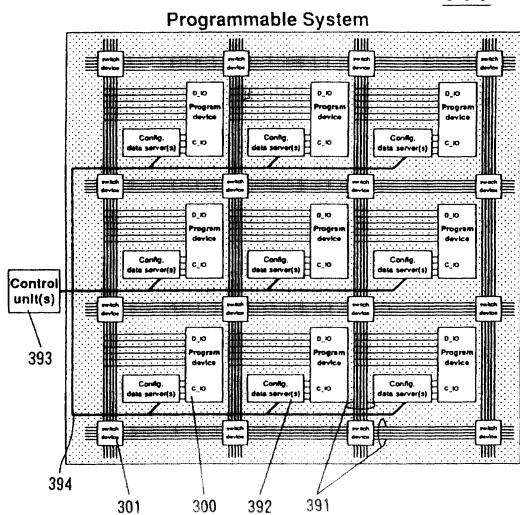 Programmable System
switch device switch device switch device switch device
D_IO D_IO D_IO
Program device Program device Program device
Config. data server(s) Config. data server(s) Config. data server(s)
C_IO C_IO C_IO
switch device switch device switch device switch device
D_IO D_IO D_IO
Program device Program device Program device
Config. data server(s) Config. data server(s) Config. data server(s)
C_IO C_IO C_IO
Control unit(s)
393
switch device switch device switch device switch device
D_IO D_IO D_IO
Program device Program device Program device
Config. data server(s) Config. data server(s) Config. data server(s)
C_IO C_IO C_IO
switch device switch device switch device switch device
394 301 300 392 391